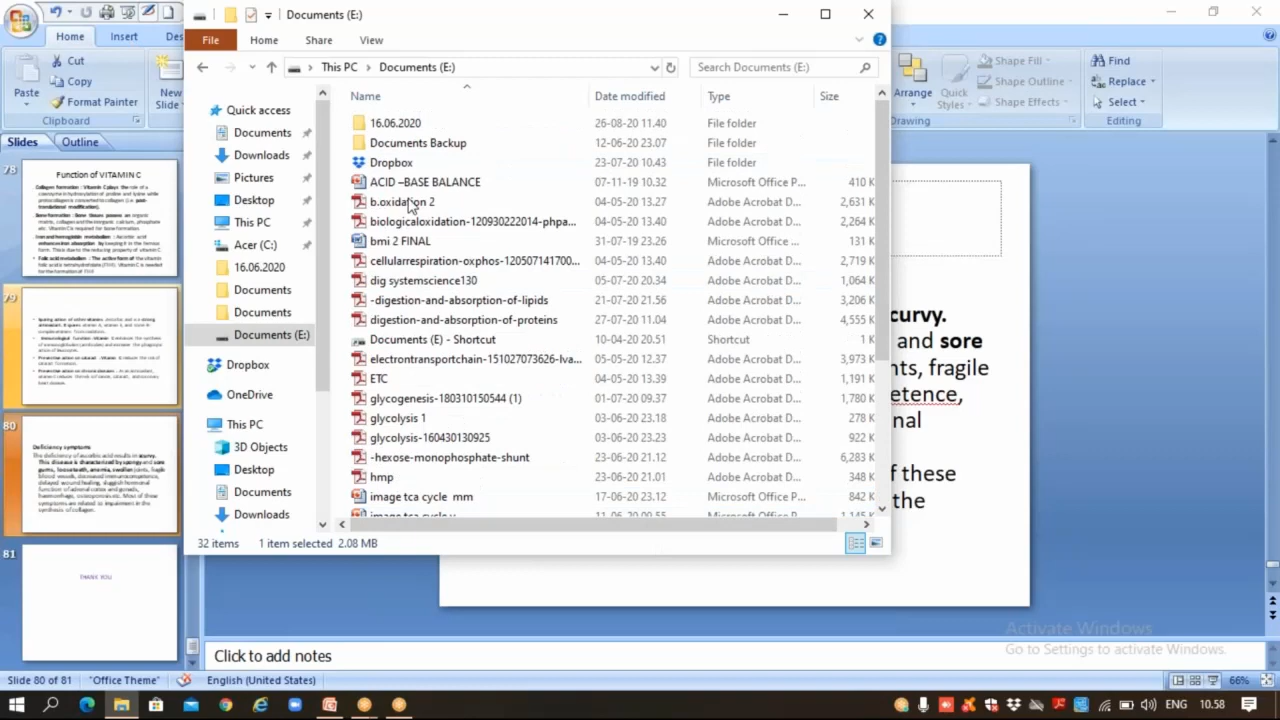 Documents (E:)
Home
Insert
Des
File
Home
Share
View
Paste
Cut
Copy
Format Painter
New
Slide
Clipboard
This PC
Documents (E:)
Search Documents (E:)
Arrange
Quick
Styles
Shape Fill
Shape Outline
Shape Effects
Drawing
Find
Replace
Select
Editing
Slides
Outline
Name
Date modified
Type
Size
Quick access
Documents
Downloads
Pictures
Desktop
This PC
Acer (C:)
16.06.2020
Documents
Documents
Documents (E:)
Dropbox
OneDrive
This PC
3D Objects
Desktop
Documents
Downloads
16.06.2020 26-08-20 11.40 File folder
Documents Backup 12-06-20 23.07 File folder
Dropbox 23-07-20 10.43 File folder
ACID –BASE BALANCE 07-11-19 10.32 Microsoft Office P... 410 K
b.oxidation 2 04-05-20 13.27 Adobe Acrobat D... 2,631 K
biologicaloxidation-120930222014-phpa... 04-05-20 13.40 Adobe Acrobat D... 2,264 K
bmi 2 FINAL 31-07-19 23.26 Microsoft Office ... 131 K
cellularrespiration-oxphos-120507141700... 04-05-20 13.40 Adobe Acrobat D... 2,719 K
dig systemscience130 05-07-20 20.34 Adobe Acrobat D... 1,064 K
-digestion-and-absorption-of-lipids 21-07-20 21.56 Adobe Acrobat D... 3,206 K
digestion-and-absorption-of-proteins 27-07-20 11.04 Adobe Acrobat D... 4,555 K
Documents (E) - Shortcut 10-04-20 23.51 Shortcut 1 K
electrontransportchain-151027073626-lva... 05-05-20 12.37 Adobe Acrobat D... 3,973 K
ETC 04-05-20 13.39 Adobe Acrobat D... 1,191 K
glycogenesis-180310150544 (1) 01-07-20 09.37 Adobe Acrobat D... 1,780 K
glycolysis 1 03-06-20 23.18 Adobe Acrobat D... 278 K
glycolysis-160430130925 03-06-20 23.23 Adobe Acrobat D... 922 K
-hexose-monophosphate-shunt 23-06-20 21.12 Adobe Acrobat D... 6,283 K
hmp 23-06-20 21.01 Adobe Acrobat D... 348 K
image tca cycle mm 17-06-20 23.12 Microsoft Office P... 842 K
32 items 1 item selected 2.08 MB
78
Function of VITAMIN C
79
80
Deficiency symptoms
81
THANK YOU
curvy.
and sore
nts, fragile
etence,
nal
f these
the
Activate Windows
Go to Settings to activate Windows.
Click to add notes
Slide 80 of 81
"Office Theme"
English (United States)
66%
ENG
10.58